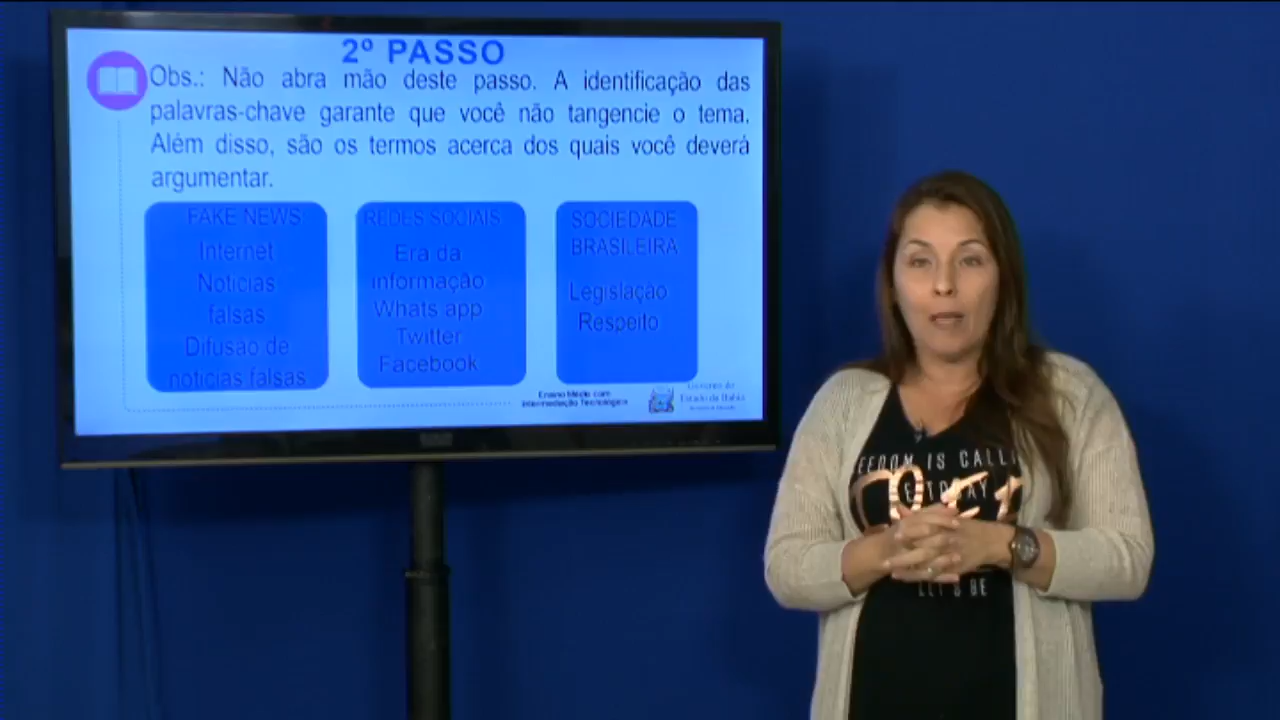 2º PASSO
Obs.: Não abra mão deste passo. A identificação das
palavras-chave garante que você não tangencie o tema.
Além disso, são os termos acerca dos quais você deverá
argumentar.
FAKE NEWS
Internet
Notícias
falsas
Difusão de
notícias falsas
REDES SOCIAIS
Era da
informação
Whats app
Twitter
Facebook
SOCIEDADE
BRASILEIRA
Legislação
Respeito
Ensino Médio com
Intermediação Tecnológica
Governo do
Estado da Bahia
IS CALL
LET'S BE